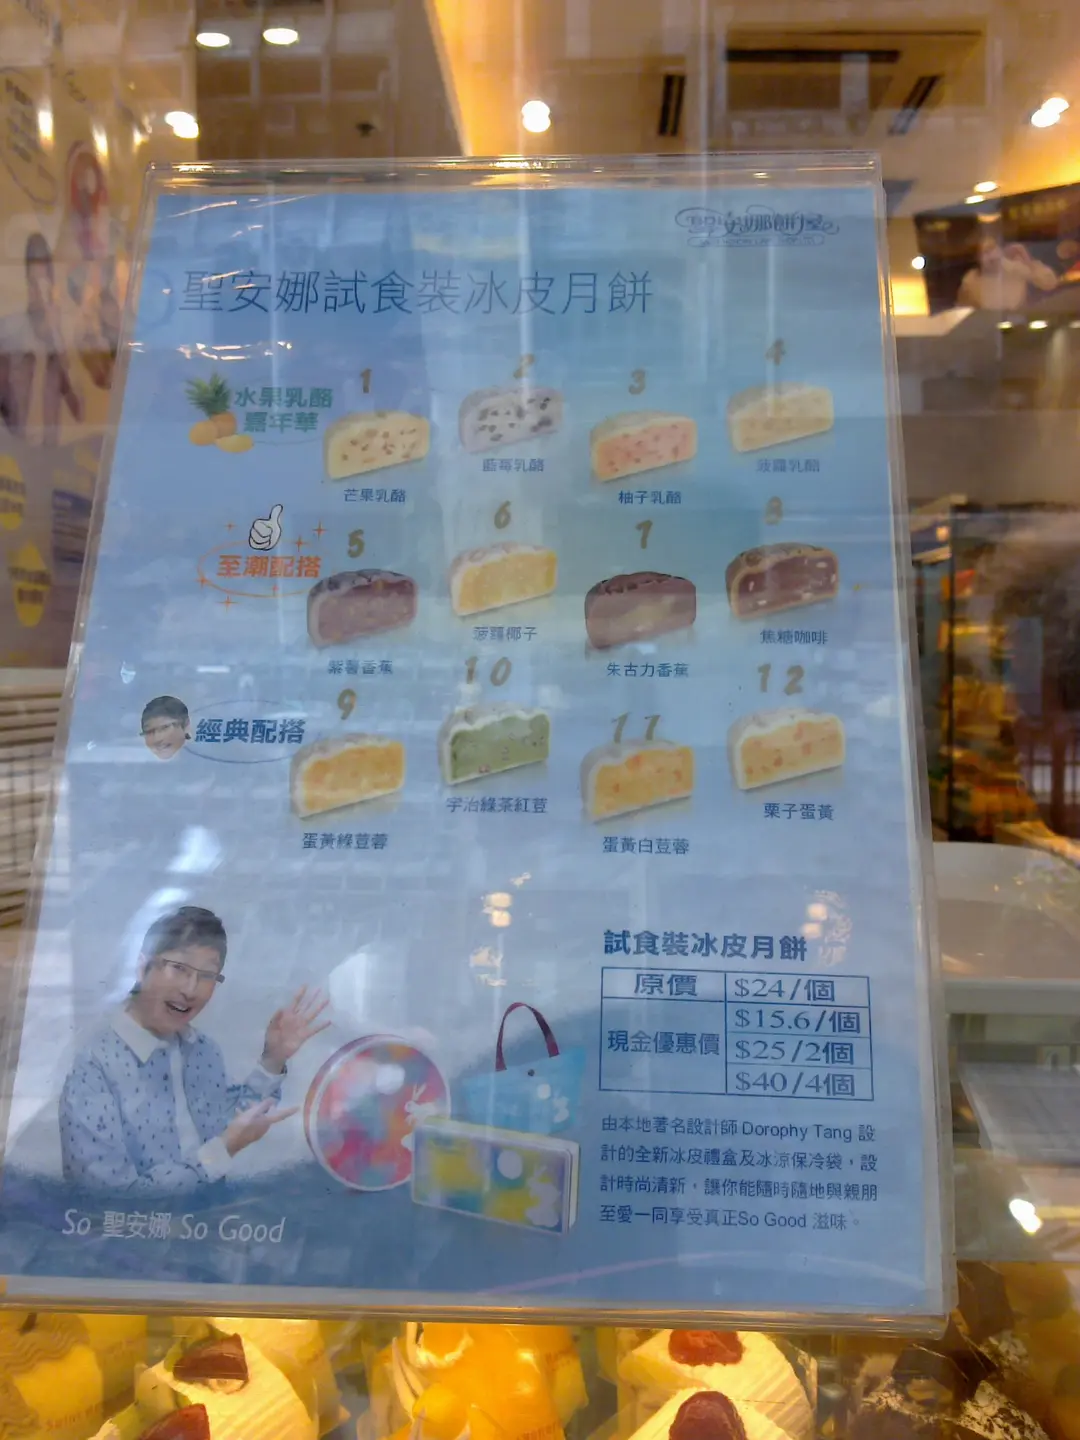 聖安娜餅屋
聖安娜試食裝冰皮月餅
水果乳酪
嘉年華
1 2 3 4
芒果乳酪 藍莓乳酪 柚子乳酪 菠蘿乳酪
至潮配搭
5 6 7 8
紫薯香蕉 菠蘿椰子 朱古力香蕉 焦糖咖啡
經典配搭
9 10 11 12
蛋黃綠荳蓉 宇治綠茶紅荳 蛋黃白荳蓉 栗子蛋黃
試食裝冰皮月餅
原價 $24/個
現金優惠價 $15.6/個
$25/2個
$40/4個
由本地著名設計師 Dorophy Tang 設
計的全新冰皮禮盒及冰涼保冷袋，設
計時尚清新，讓你能隨時隨地與親朋
至愛一同享受真正So Good 滋味。
So 聖安娜 So Good